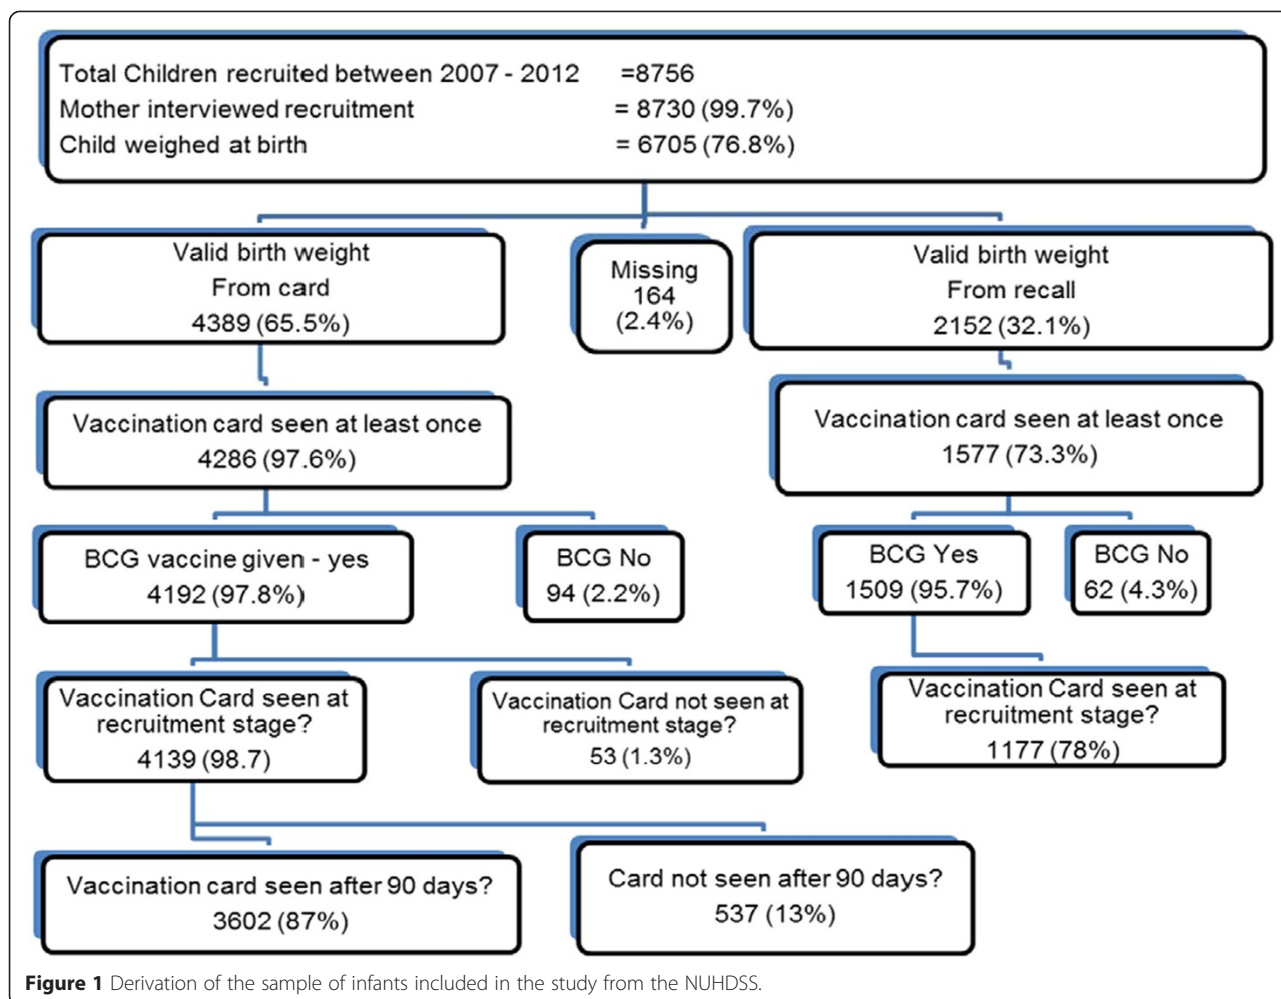 Total Children recruited between 2007 - 2012 =8756
Mother interviewed recruitment = 8730 (99.7%)
Child weighed at birth = 6705 (76.8%)
Valid birth weight
From card
4389 (65.5%)
Missing
164
(2.4%)
Valid birth weight
From recall
2152 (32.1%)
Vaccination card seen at least once
4286 (97.6%)
Vaccination card seen at least once
1577 (73.3%)
BCG vaccine given - yes
4192 (97.8%)
BCG No
94 (2.2%)
BCG Yes
1509 (95.7%)
BCG No
62 (4.3%)
Vaccination Card seen at
recruitment stage?
4139 (98.7)
Vaccination Card not seen at
recruitment stage?
53 (1.3%)
Vaccination Card seen at
recruitment stage?
1177 (78%)
Vaccination card seen after 90 days?
3602 (87%)
Card not seen after 90 days?
537 (13%)
Figure 1 Derivation of the sample of infants included in the study from the NUHDSS.